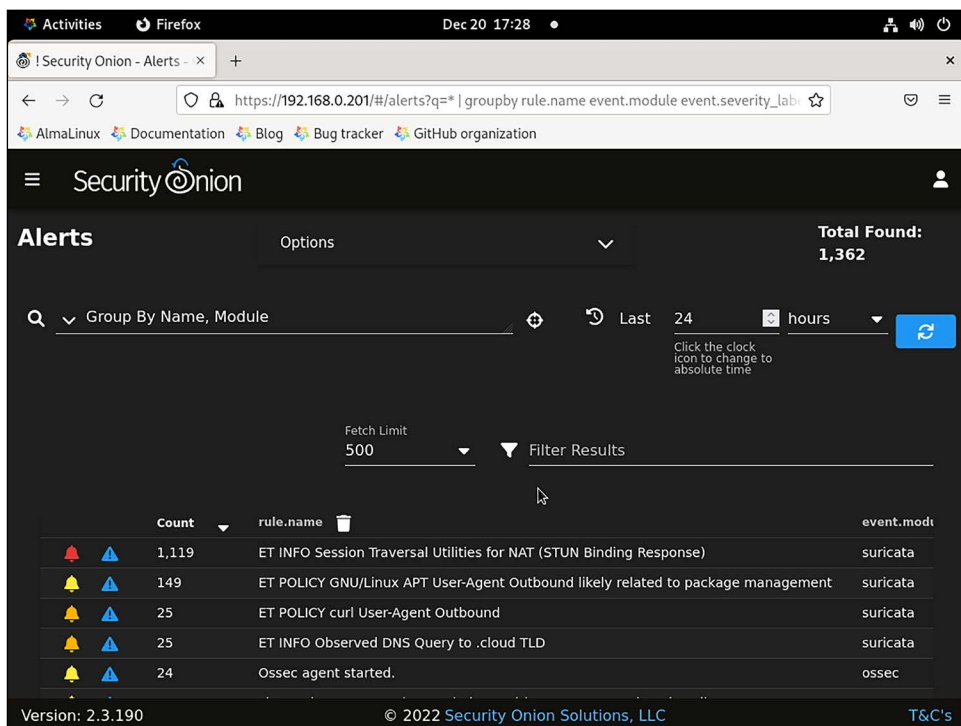 Activities Firefox Dec 20 17:28
! Security Onion - Alerts -
https://192.168.0.201/#/alerts?q=* | groupby rule.name event.module event.severity_lab
AlmaLinux Documentation Blog Bug tracker GitHub organization
Security Onion
Alerts
Options
Total Found:
1,362
Group By Name, Module
Last 24 hours
Click the clock
icon to change to
absolute time
Fetch Limit
500
Filter Results
Count rule.name event.modu
1,119 ET INFO Session Traversal Utilities for NAT (STUN Binding Response) suricata
149 ET POLICY GNU/Linux APT User-Agent Outbound likely related to package management suricata
25 ET POLICY curl User-Agent Outbound suricata
25 ET INFO Observed DNS Query to .cloud TLD suricata
24 Ossec agent started. ossec
Version: 2.3.190 © 2022 Security Onion Solutions, LLC T&C's